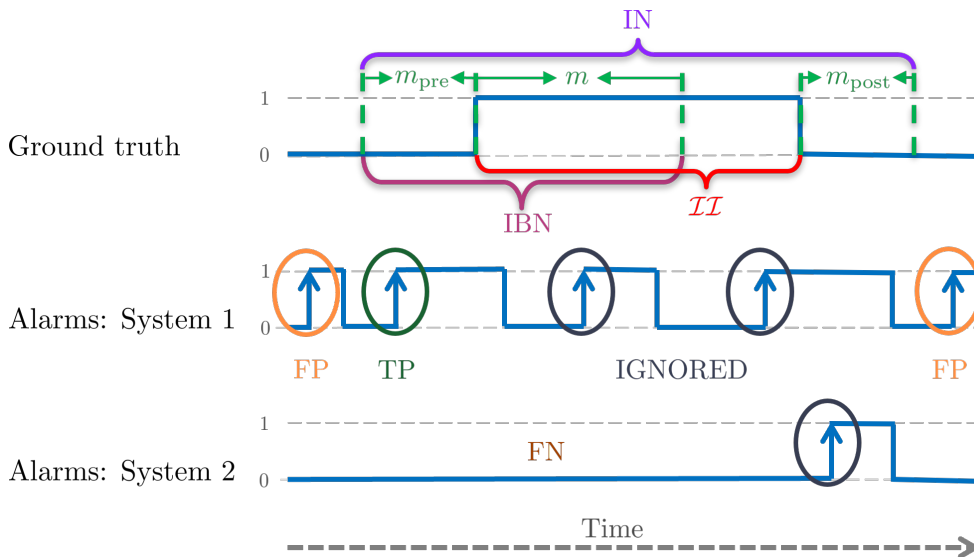 IN
m_pre m m_post
1
Ground truth
0
IBN
II
1
Alarms: System 1
0
FP TP IGNORED FP
1
FN
Alarms: System 2
0
Time